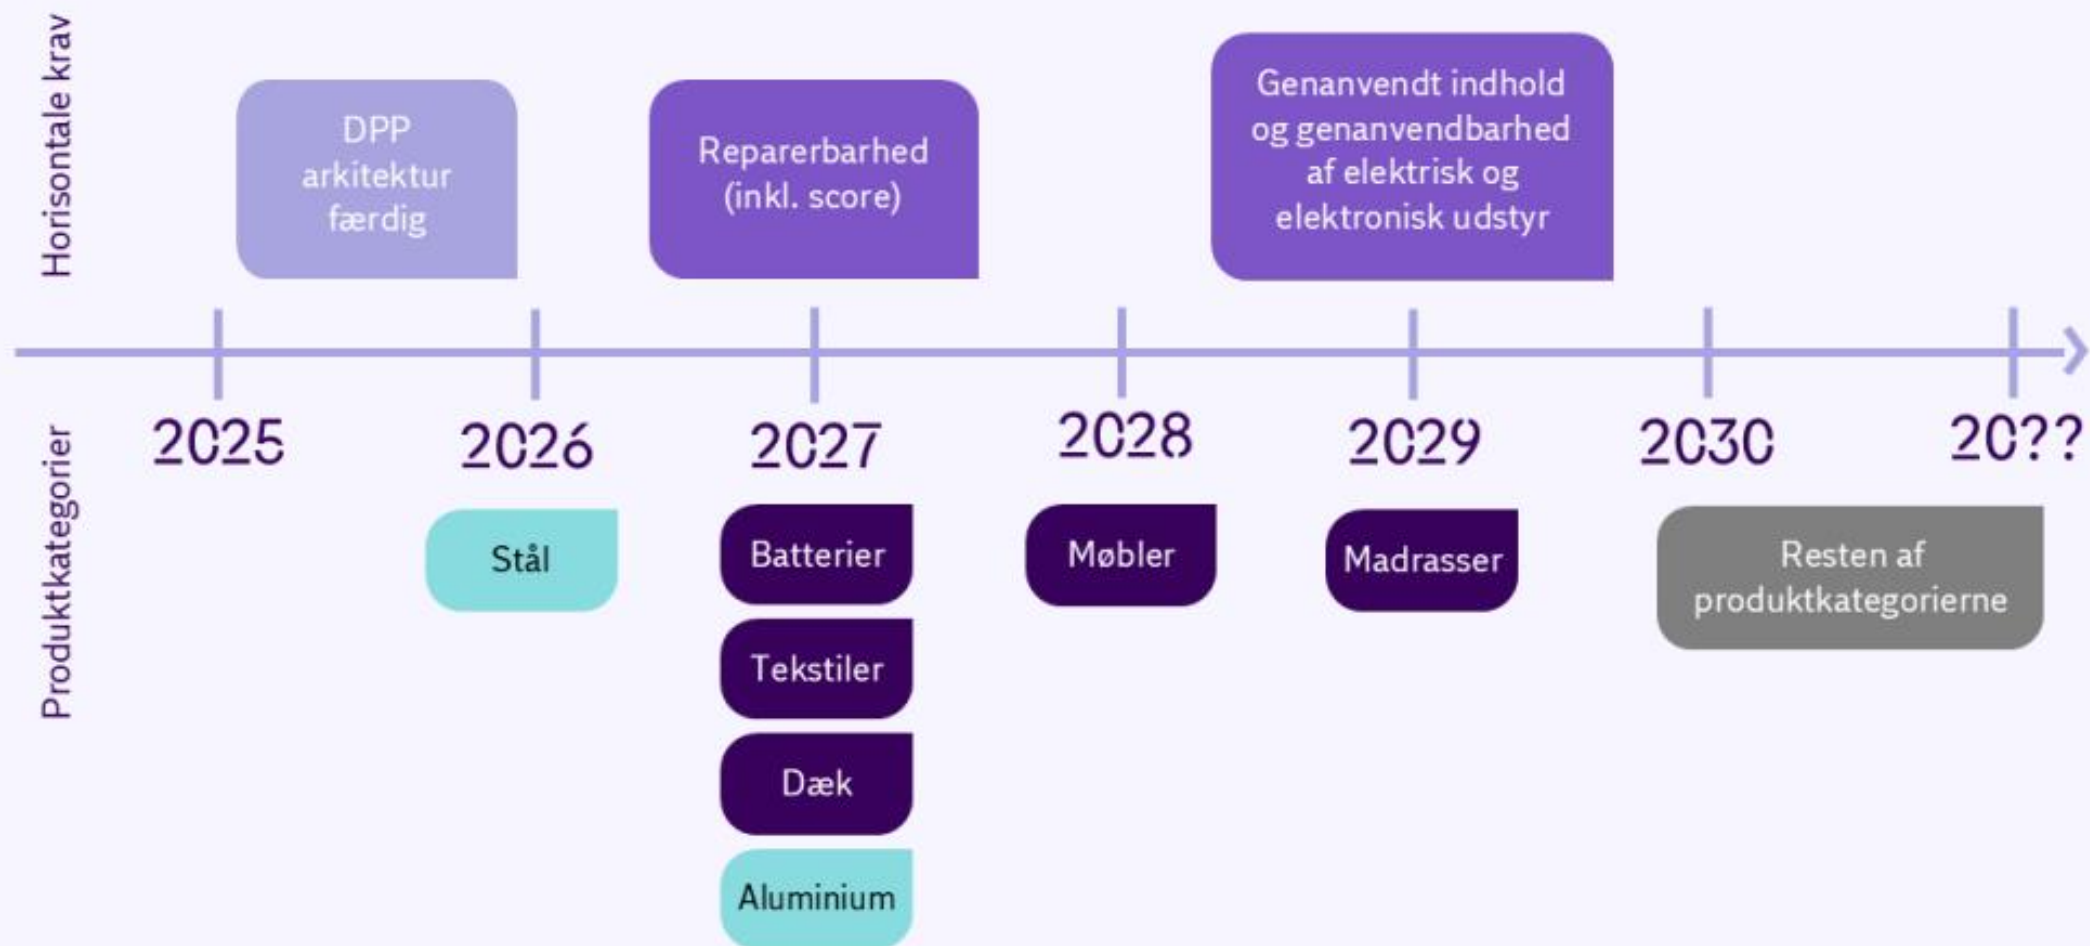 Horisontale krav
DPP
arkitektur
færdig
Reparerbarhed
(inkl. score)
Genanvendt indhold
og genanvendbarhed
af elektrisk og
elektronisk udstyr
2025
2026
2027
2028
2029
2030
20??
Produktkategorier
Stål
Batterier
Tekstiler
Dæk
Aluminium
Møbler
Madrasser
Resten af
produktkategorierne